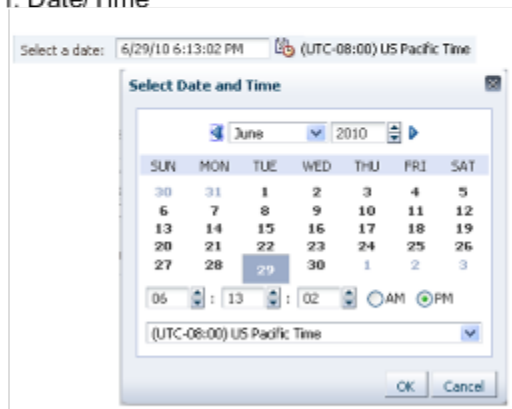 1. Date/Time
Select a date: 6/29/10 6:13:02 PM (UTC-08:00) US Pacific Time
Select Date and Time
June 2010
SUN MON TUE WED THU FRI SAT
30 31 1 2 3 4 5
6 7 8 9 10 11 12
13 14 15 16 17 18 19
20 21 22 23 24 25 26
27 28 29 30 1 2 3
06 : 13 : 02 AM PM
(UTC-08:00) US Pacific Time
OK Cancel